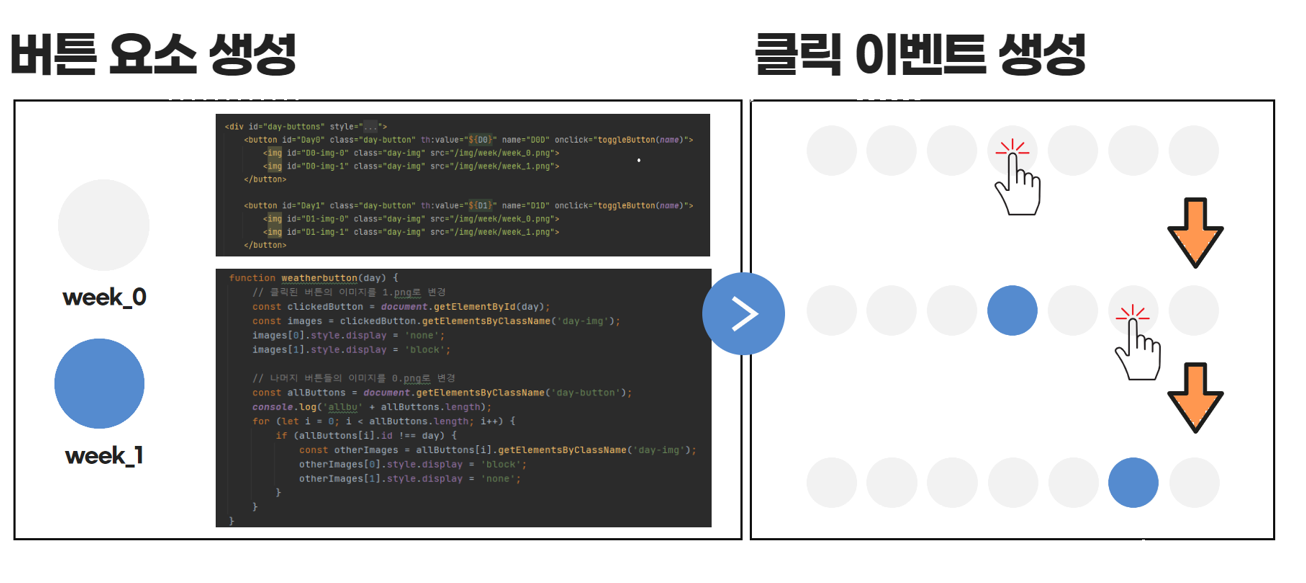 버튼 요소 생성
클릭 이벤트 생성
<div id="day-buttons" style="...">
<button id="Day0" class="day-button" th:value="${D0}" name="D0D" onclick="toggleButton(name)">
<img id="D0-img-0" class="day-img" src="/img/week/week_0.png">
<img id="D0-img-1" class="day-img" src="/img/week/week_1.png">
</button>
<button id="Day1" class="day-button" th:value="${D1}" name="D1D" onclick="toggleButton(name)">
<img id="D1-img-0" class="day-img" src="/img/week/week_0.png">
<img id="D1-img-1" class="day-img" src="/img/week/week_1.png">
</button>
week_0
week_1
function weatherbutton(day) {
// 클릭된 버튼의 이미지를 1.png로 변경
const clickedButton = document.getElementById(day);
const images = clickedButton.getElementsByClassName('day-img');
images[0].style.display = 'none';
images[1].style.display = 'block';
// 나머지 버튼들의 이미지를 0.png로 변경
const allButtons = document.getElementsByClassName('day-button');
console.log('allbu' + allButtons.length);
for (let i = 0; i < allButtons.length; i++) {
if (allButtons[i].id !== day) {
const otherImages = allButtons[i].getElementsByClassName('day-img');
otherImages[0].style.display = 'block';
otherImages[1].style.display = 'none';
}
}
}